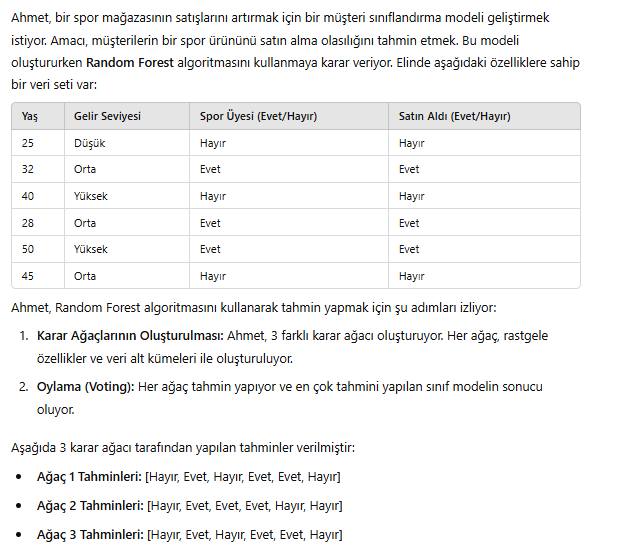 Ahmet, bir spor mağazasının satışlarını artırmak için bir müşteri sınıflandırma modeli geliştirmek
istiyor. Amacı, müşterilerin bir spor ürününü satın alma olasılığını tahmin etmek. Bu modeli
oluştururken Random Forest algoritmasını kullanmaya karar veriyor. Elinde aşağıdaki özelliklere sahip
bir veri seti var:
Yaş Gelir Seviyesi Spor Üyesi (Evet/Hayır) Satın Aldı (Evet/Hayır)
25 Düşük Hayır Hayır
32 Orta Evet Evet
40 Yüksek Hayır Hayır
28 Orta Evet Evet
50 Yüksek Evet Evet
45 Orta Hayır Hayır
Ahmet, Random Forest algoritmasını kullanarak tahmin yapmak için şu adımları izliyor:
1. Karar Ağaçlarının Oluşturulması: Ahmet, 3 farklı karar ağacı oluşturuyor. Her ağaç, rastgele
özellikler ve veri alt kümeleri ile oluşturuluyor.
2. Oylama (Voting): Her ağaç tahmin yapıyor ve en çok tahmini yapılan sınıf modelin sonucu
oluyor.
Aşağıda 3 karar ağacı tarafından yapılan tahminler verilmiştir:
• Ağaç 1 Tahminleri: [Hayır, Evet, Hayır, Evet, Evet, Hayır]
• Ağaç 2 Tahminleri: [Hayır, Evet, Evet, Evet, Hayır, Hayır]
• Ağaç 3 Tahminleri: [Hayır, Evet, Hayır, Evet, Evet, Hayır]